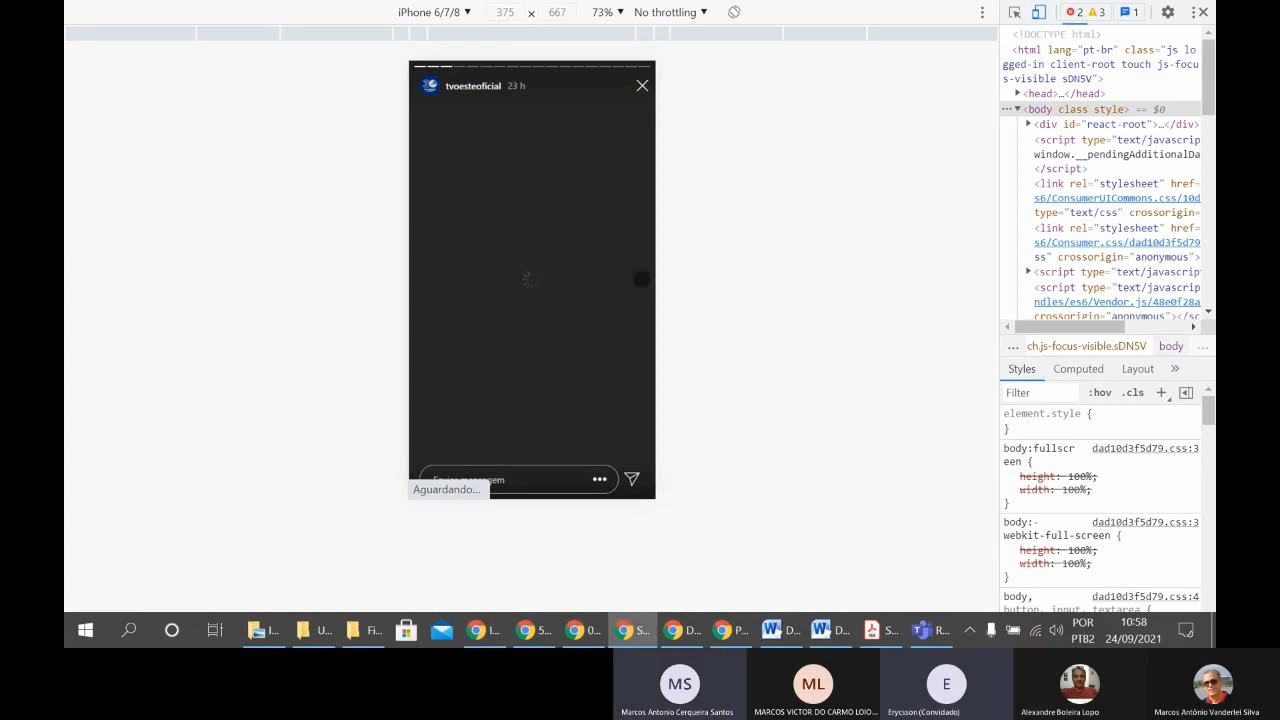 iPhone 6/7/8 ▼ 375 × 667 73% ▼ No throttling ▼
2 3 1
<!DOCTYPE html>
<html lang="pt-br" class="js lo
gged-in client-root touch js-focu
s-visible sDN5V">
<head>…</head>
<body class style> == $0
<div id="react-root">…</div>
<script type="text/javascrip
window.__pendingAdditionalDa
</script>
<link rel="stylesheet" href=
s6/ConsumerUICommons.css/10d
type="text/css" crossorigin=
<link rel="stylesheet" href=
s6/Consumer.css/dad10d3f5d79
ss" crossorigin="anonymous">
<script type="text/javascrip
<script type="text/javascrip
ndles/es6/Vendor.js/48e0f28a
crossorigin="anonymous"></sc
... ch.js-focus-visible.sDN5V body ...
Styles Computed Layout »
Filter :hov .cls +
element.style {
}
body:fullscr dad10d3f5d79.css:3
een {
height: 100%;
width: 100%;
}
body:- dad10d3f5d79.css:3
webkit-full-screen {
height: 100%;
width: 100%;
}
body, dad10d3f5d79.css:4
button, input, textarea {
tvoesteoficial 23 h
Aguardando...
I... U... Fi... I... 5... 0... S... D... P... D... D... S... R...
POR
PTB2
10:58
24/09/2021
MS
Marcos Antonio Cerqueira Santos
ML
MARCOS VICTOR DO CARMO LOIO...
E
Erycsson (Convidado)
Alexandre Boleira Lopo
Marcos Antônio Vanderlei Silva